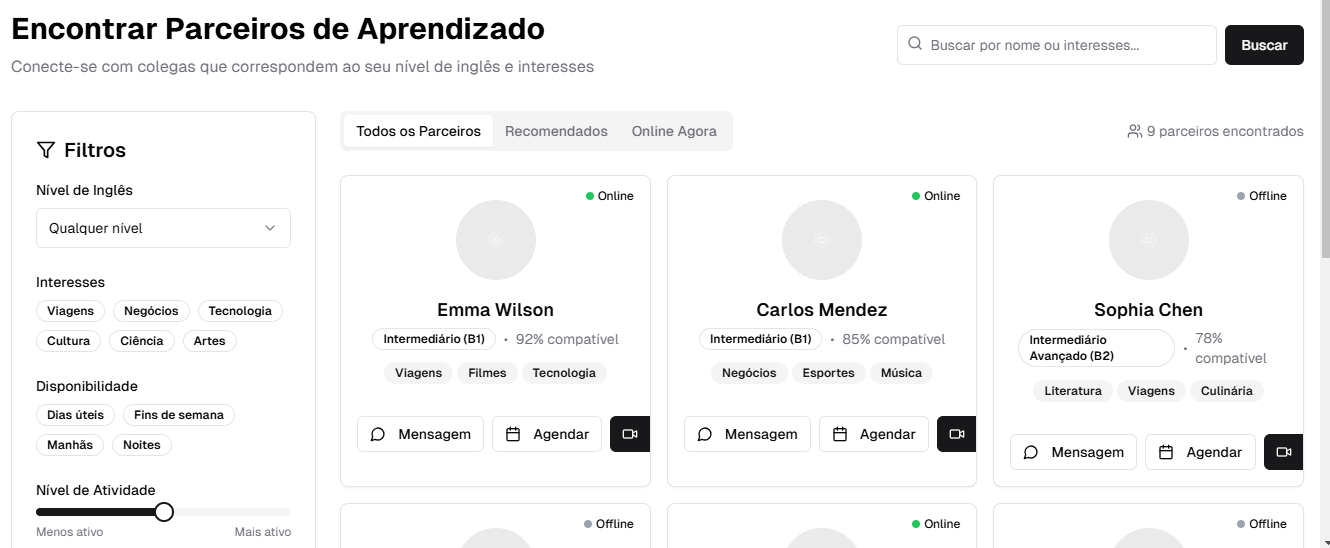 Encontrar Parceiros de Aprendizado
Conecte-se com colegas que correspondem ao seu nível de inglês e interesses
Buscar por nome ou interesses...
Buscar
Filtros
Nível de Inglês
Qualquer nível
Interesses
Viagens Negócios Tecnologia
Cultura Ciência Artes
Disponibilidade
Dias úteis Fins de semana
Manhãs Noites
Nível de Atividade
Menos ativo Mais ativo
Todos os Parceiros Recomendados Online Agora
9 parceiros encontrados
Online
Emma Wilson
Intermediário (B1) • 92% compatível
Viagens Filmes Tecnologia
Mensagem Agendar
Online
Carlos Mendez
Intermediário (B1) • 85% compatível
Negócios Esportes Música
Mensagem Agendar
Offline
Sophia Chen
Intermediário
Avançado (B2)
•
78%
compatível
Literatura Viagens Culinária
Mensagem Agendar
Offline
Online
Offline